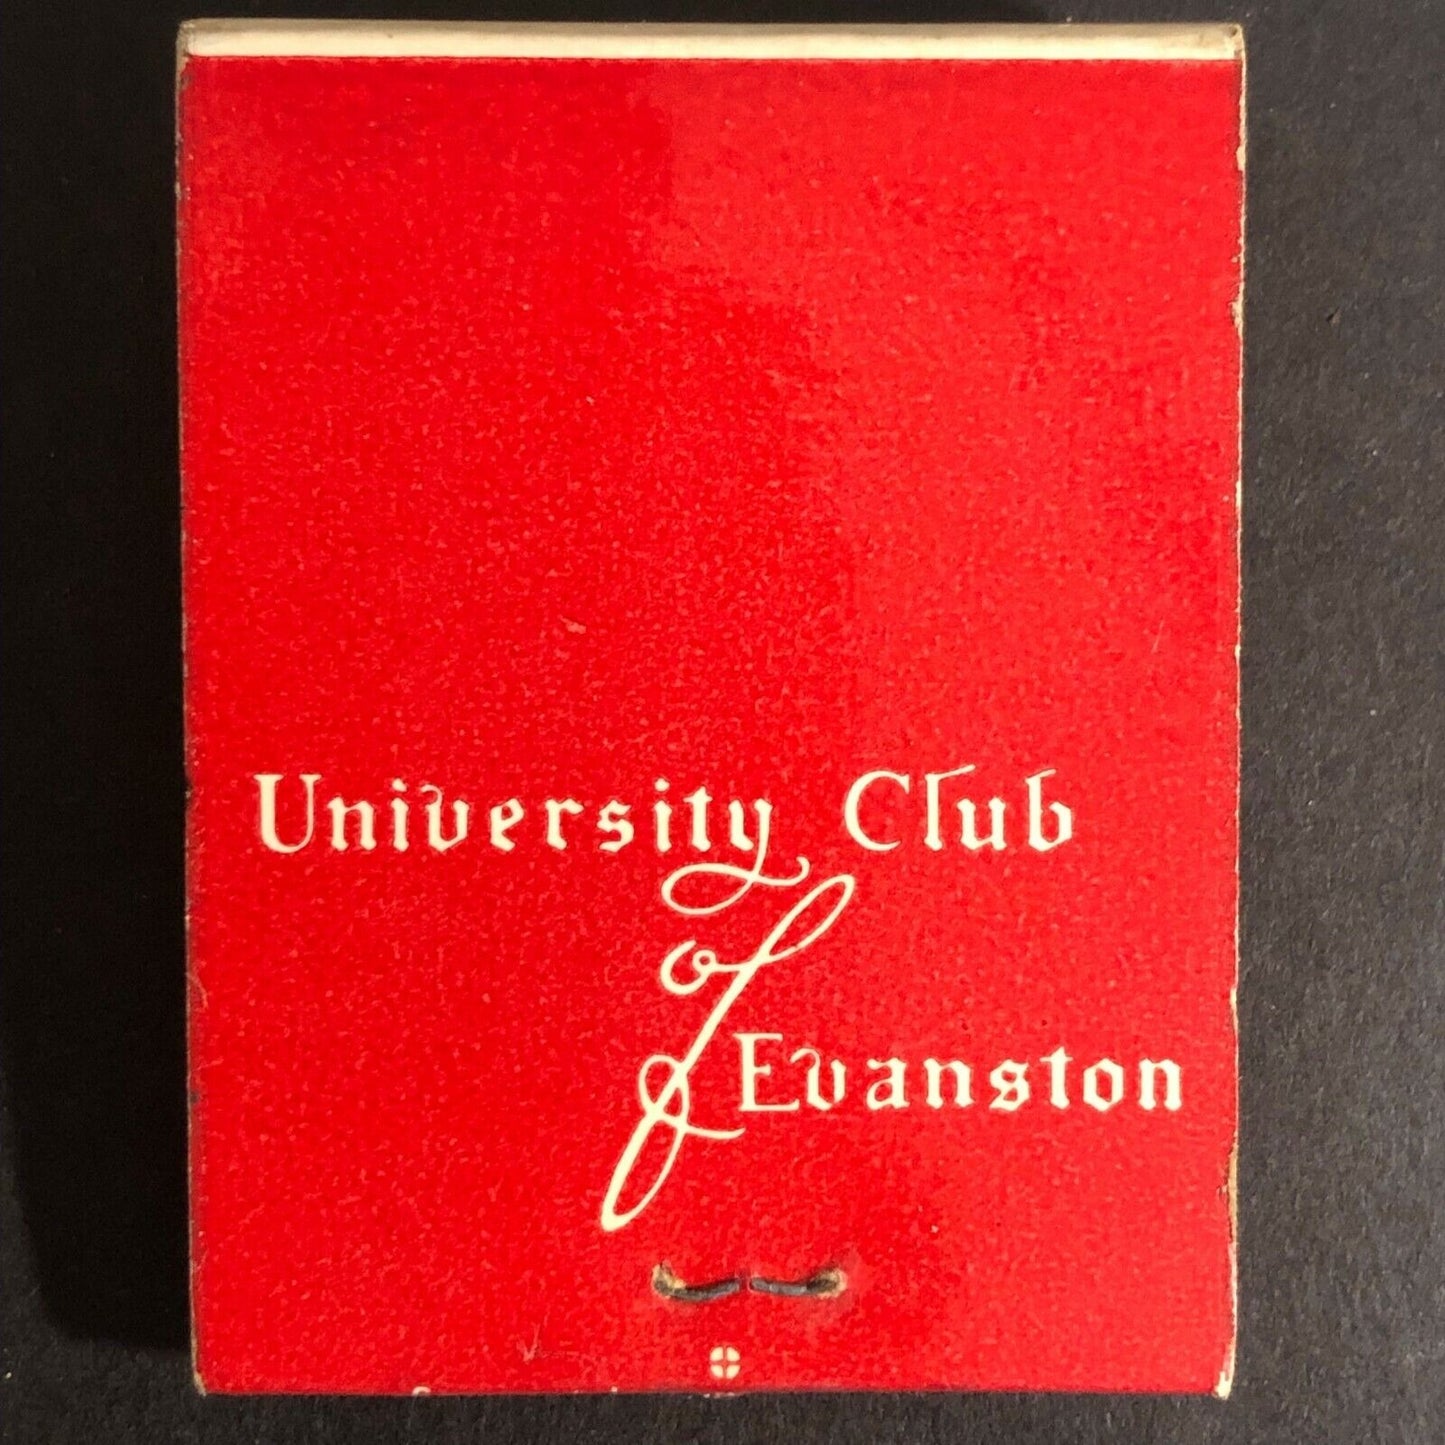 University Club
of
Evanston